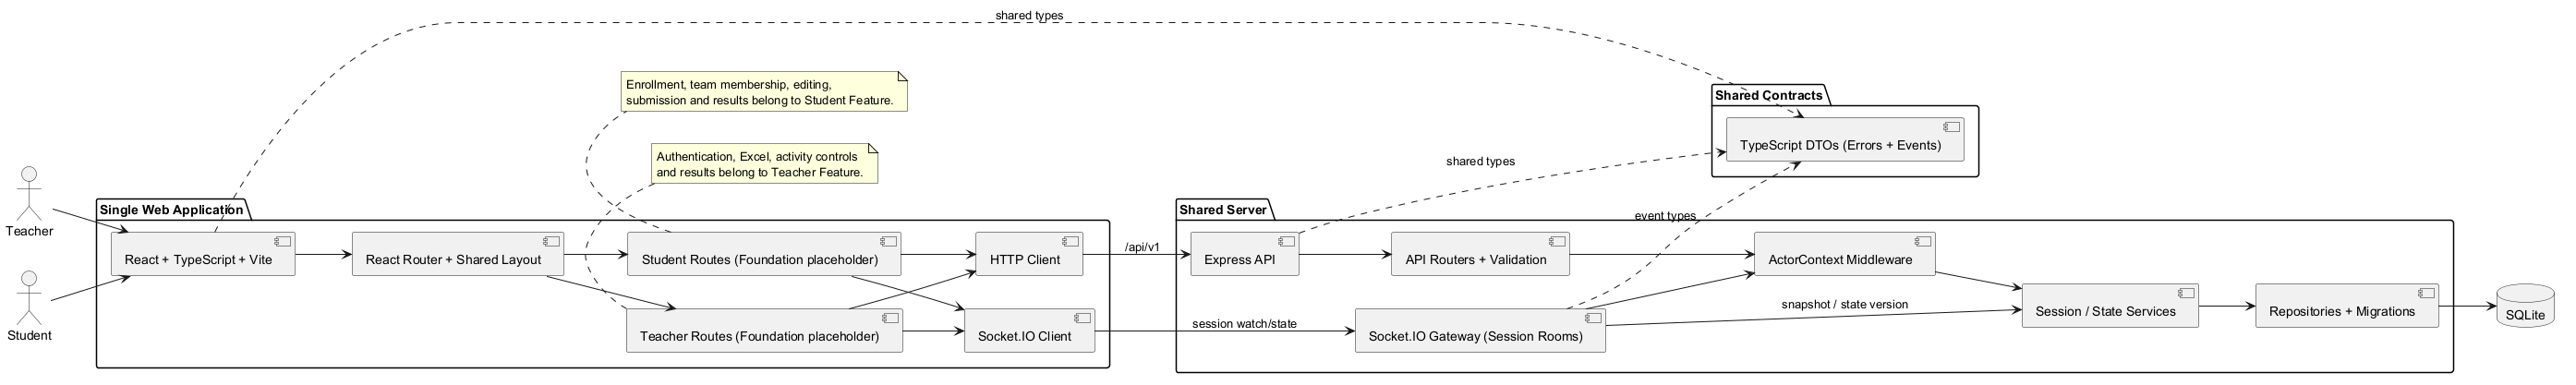 shared types
Enrollment, team membership, editing,
submission and results belong to Student Feature.
Shared Contracts
TypeScript DTOs (Errors + Events)
Authentication, Excel, activity controls
and results belong to Teacher Feature.
shared types
Teacher
Single Web Application
Shared Server
event types
React + TypeScript + Vite
React Router + Shared Layout
Student Routes (Foundation placeholder)
HTTP Client
/api/v1
Express API
API Routers + Validation
ActorContext Middleware
Student
Teacher Routes (Foundation placeholder)
Socket.IO Client
session watch/state
Socket.IO Gateway (Session Rooms)
snapshot / state version
Session / State Services
Repositories + Migrations
SQLite